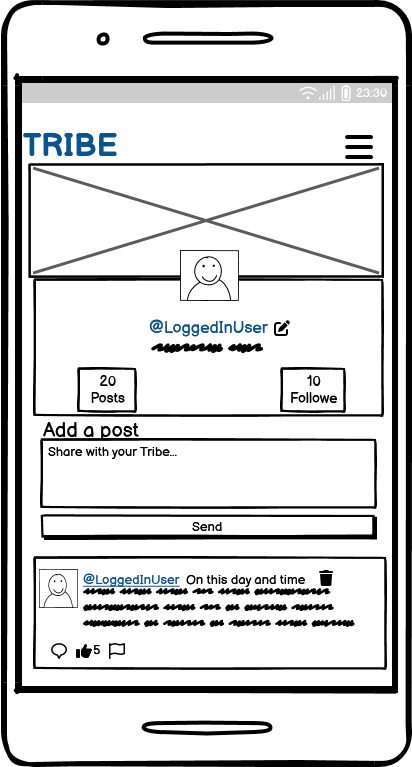 23:30
TRIBE
@LoggedInUser
20
Posts
10
Followe
Add a post
Share with your Tribe...
Send
@LoggedInUser On this day and time
5